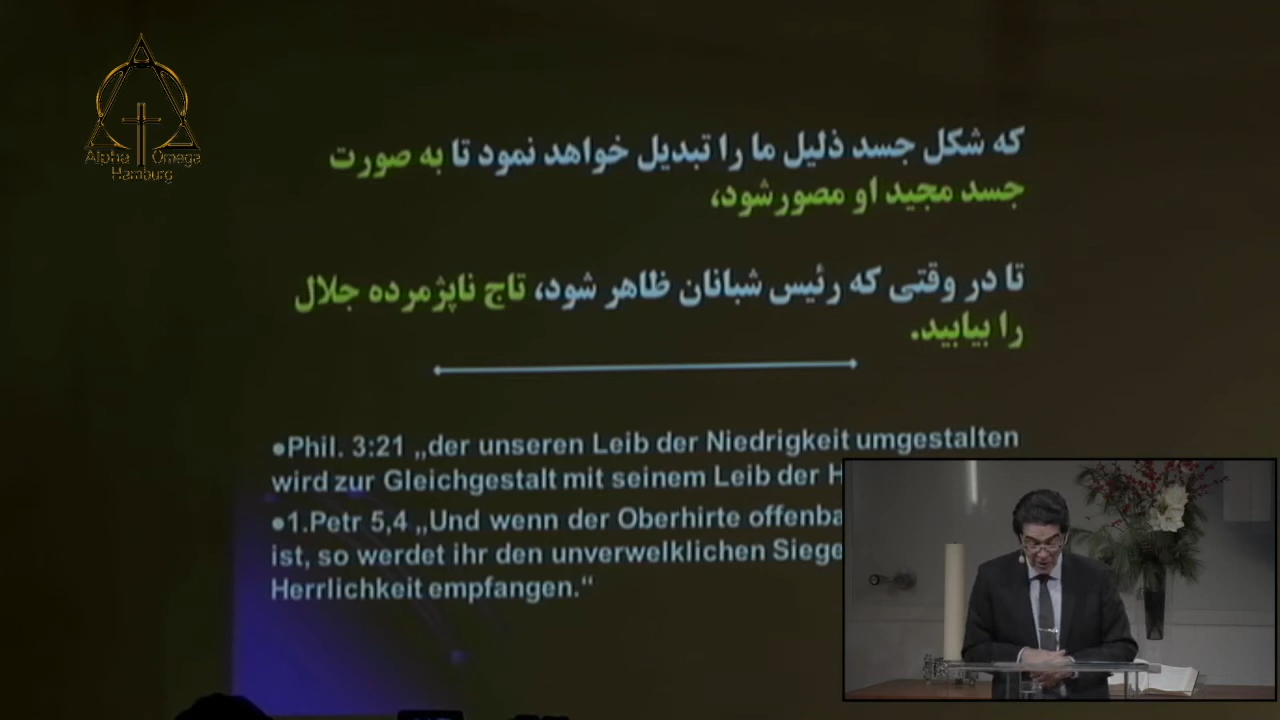 Alpha Omega
Hamburg
که شکل جسد ذلیل ما را تبدیل خواهد نمود تا به صورت
جسد مجید او مصورشود،
تا در وقتی که رئیس شبانان ظاهر شود، تاج ناپژمرده جلال
را بیابید.
●Phil. 3:21 „der unseren Leib der Niedrigkeit umgestalten
wird zur Gleichgestalt mit seinem Leib der
●1.Petr 5,4 „Und wenn der Oberhirte
ist, so werdet ihr den unverwelklichen
Herrlichkeit empfangen.“